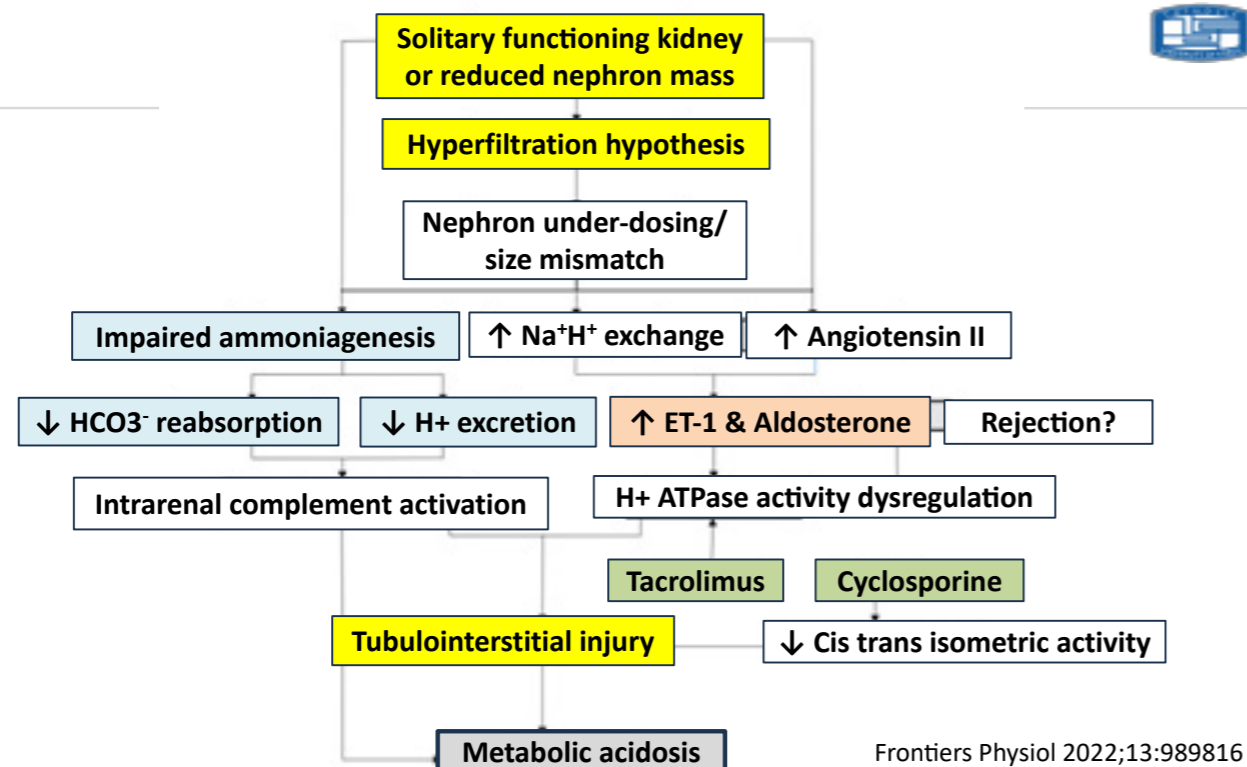 Solitary functioning kidney
or reduced nephron mass
Hyperfiltration hypothesis
Nephron under-dosing/
size mismatch
Impaired ammoniagenesis
↑ Na⁺H⁺ exchange
↑ Angiotensin II
↓ HCO3⁻ reabsorption
↓ H+ excretion
↑ ET-1 & Aldosterone
Rejection?
Intrarenal complement activation
H+ ATPase activity dysregulation
Tacrolimus
Cyclosporine
Tubulointerstitial injury
↓ Cis trans isometric activity
Metabolic acidosis
Frontiers Physiol 2022;13:989816